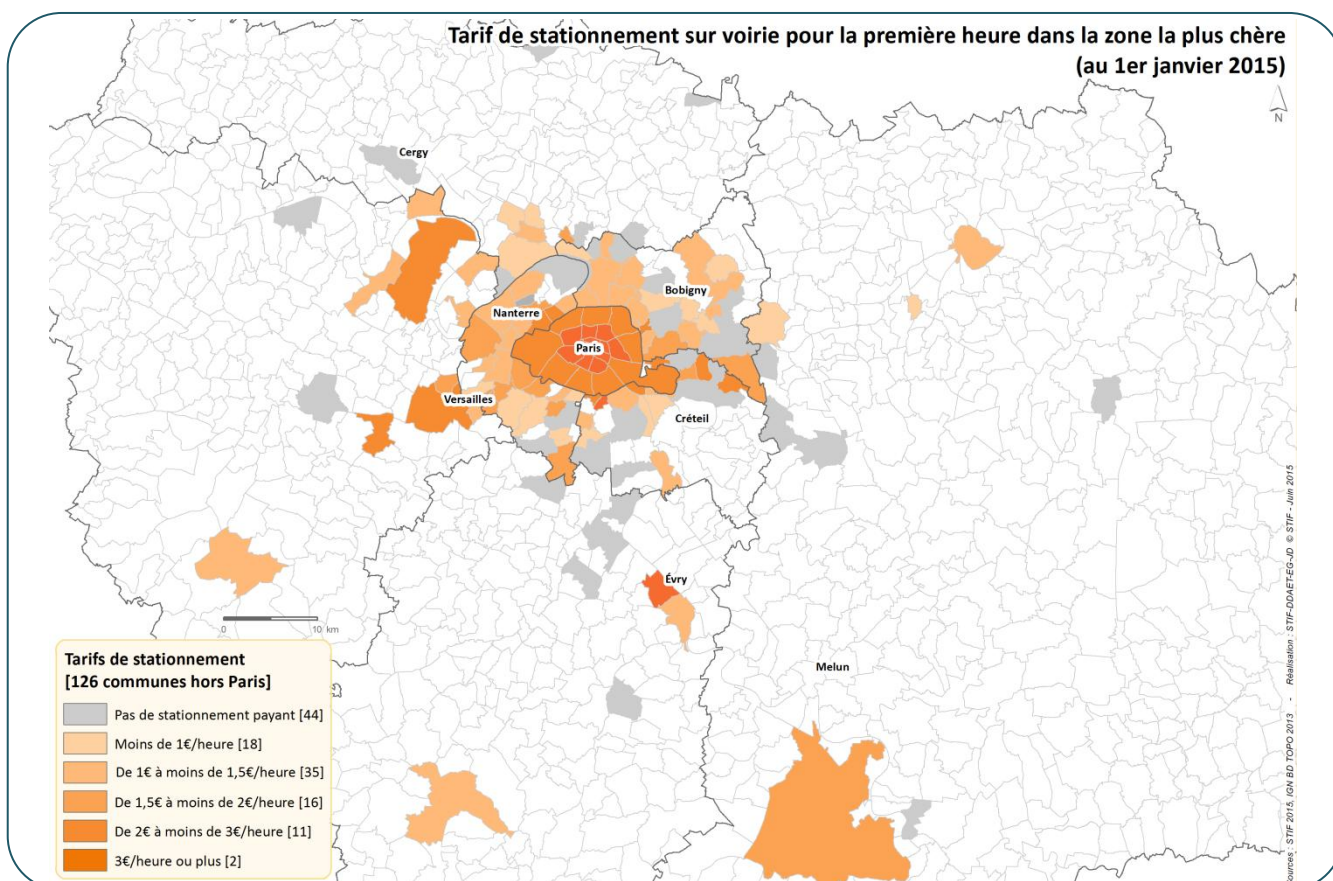 Tarif de stationnement sur voirie pour la première heure dans la zone la plus chère
(au 1er janvier 2015)
N
Cergy
Bobigny
Nanterre
Paris
Versailles
Créteil
Évry
Melun
0 10 km
Tarifs de stationnement
[126 communes hors Paris]
Pas de stationnement payant [44]
Moins de 1€/heure [18]
De 1€ à moins de 1,5€/heure [35]
De 1,5€ à moins de 2€/heure [16]
De 2€ à moins de 3€/heure [11]
3€/heure ou plus [2]
Sources : STIF 2015, IGN BD TOPO 2013 - Réalisation : STIF-DDAET-EG-JD © STIF - Juin 2015